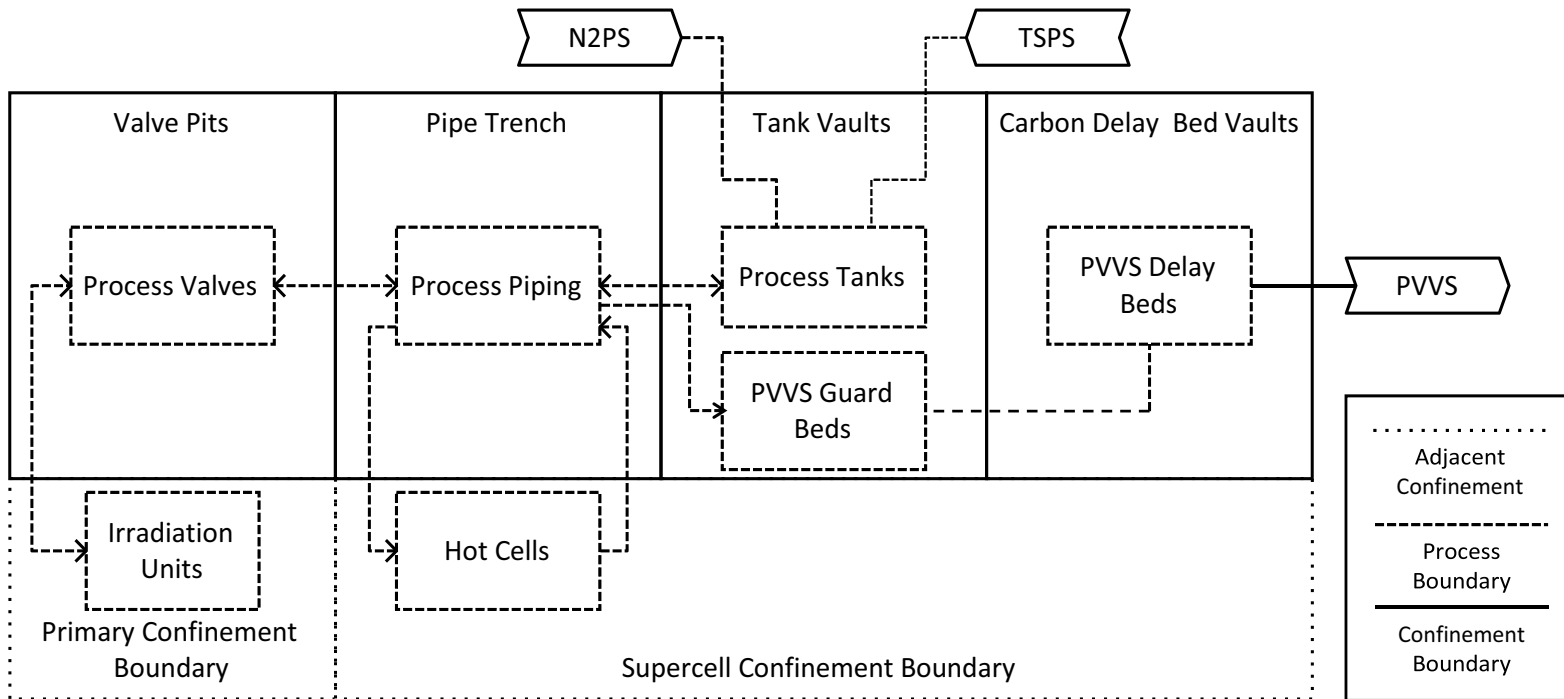 N2PS
TSPS
Valve Pits
Pipe Trench
Tank Vaults
Carbon Delay Bed Vaults
Process Valves
Process Piping
Process Tanks
PVVS Delay
Beds
PVVS
PVVS Guard
Beds
Irradiation
Units
Hot Cells
Primary Confinement
Boundary
Supercell Confinement Boundary
Adjacent
Confinement
Process
Boundary
Confinement
Boundary